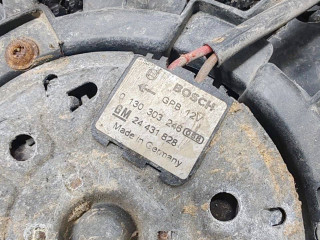 BOSCH
GPB 12V
0 130 303 246
GM 24 431 828
Made in Germany